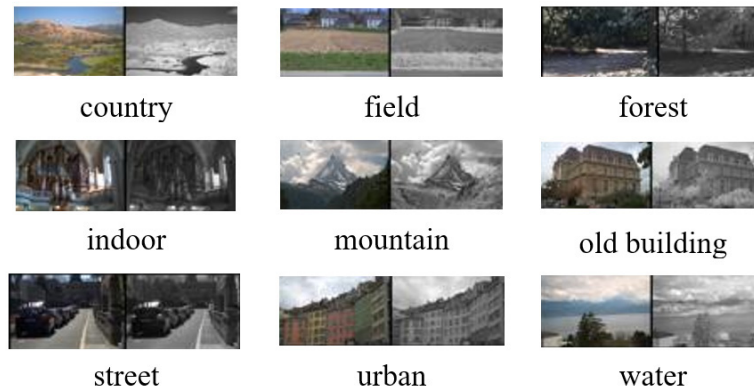 country
field
forest
indoor
mountain
old building
street
urban
water